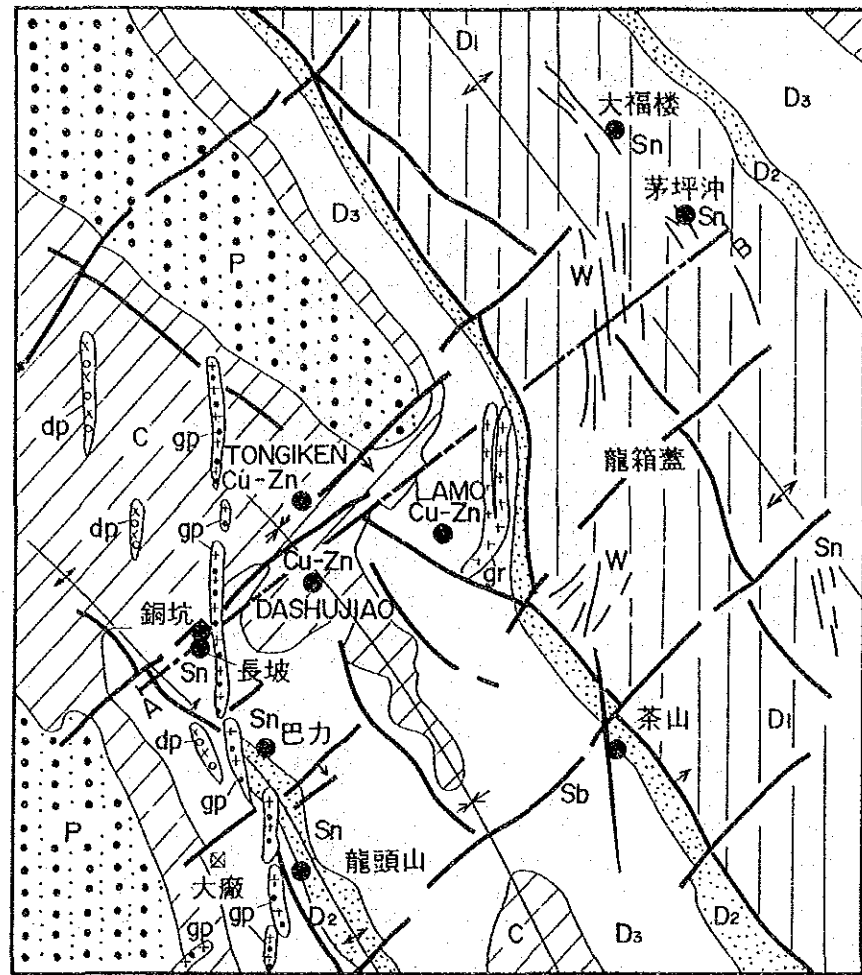 D1
大福楼
Sn
D3
D2
茅坪沖
Sn
D3
P
W
B
dp
C
gp
TONGIKEN
Cu-Zn
LAMO
Cu-Zn
龍箱蓋
dp
gp
Cu-Zn
gr
W
Sn
DASHUJIAO
銅坑
Sn
長坡
A
Sn
巴力
茶山
D1
dp
gp
Sb
P
Sn
龍頭山
大廠
gp
gp
D2
C
D3
D2